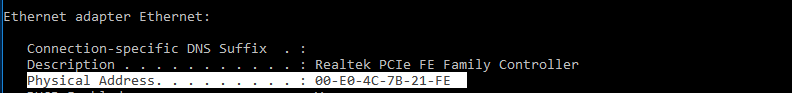 Ethernet adapter Ethernet:
Connection-specific DNS Suffix  . :
Description . . . . . . . . . . . : Realtek PCIe FE Family Controller
Physical Address. . . . . . . . . : 00-E0-4C-7B-21-FE